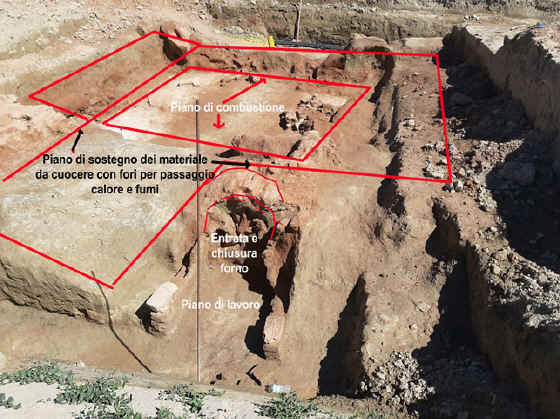 Piano di combustione
Piano di sostegno dei materiale
da cuocere con fori per passaggio
calore e fumi
Entrata e
chiusura
forno
Piano di lavoro